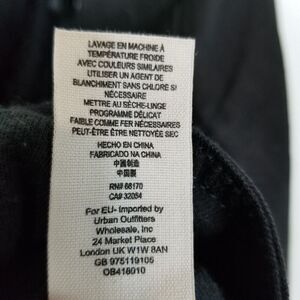 LAVAGE EN MACHINE À
TEMPÉRATURE FROIDE
AVEC COULEURS SIMILAIRES
UTILISER UN AGENT DE
BLANCHIMENT SANS CHLORE SI
NÉCESSAIRE
METTRE AU SÈCHE-LINGE
PROGRAMME DÉLICAT
FAIBLE COMME FER NÉCESSAIRES
PEUT-ÊTRE ÊTRE NETTOYÉE SEC
HECHO EN CHINA
FABRICADO NA CHINA
中國制造
中国製
RN# 66170
CA# 32054
For EU- imported by
Urban Outfitters
Wholesale, Inc
24 Market Place
London UK W1W 8AN
GB 975119106
OB418010